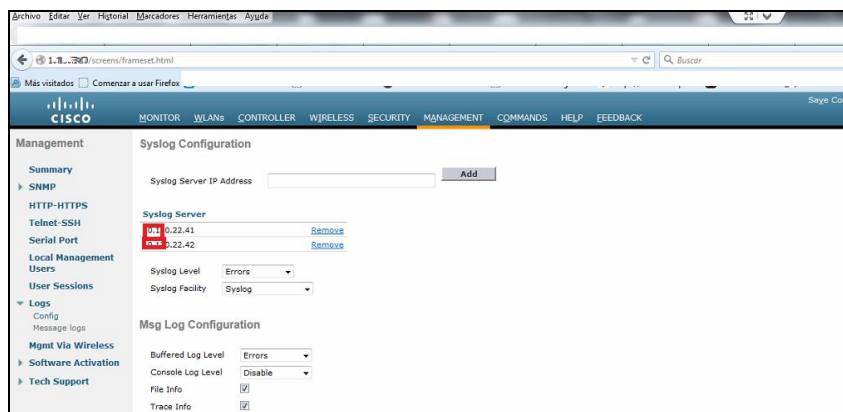 Archivo Editar Ver Historial Marcadores Herramientas Ayuda
/screens/frameset.html
Buscar
Más visitados Comenzar a usar Firefox
CISCO
MONITOR WLANs CONTROLLER WIRELESS SECURITY MANAGEMENT COMMANDS HELP FEEDBACK
Save Co
Management
Summary
SNMP
HTTP-HTTPS
Telnet-SSH
Serial Port
Local Management
Users
User Sessions
Logs
Config
Message logs
Mgmt Via Wireless
Software Activation
Tech Support
Syslog Configuration
Syslog Server IP Address
Add
Syslog Server
0.22.41 Remove
0.22.42 Remove
Syslog Level Errors
Syslog Facility Syslog
Msg Log Configuration
Buffered Log Level Errors
Console Log Level Disable
File Info
Trace Info